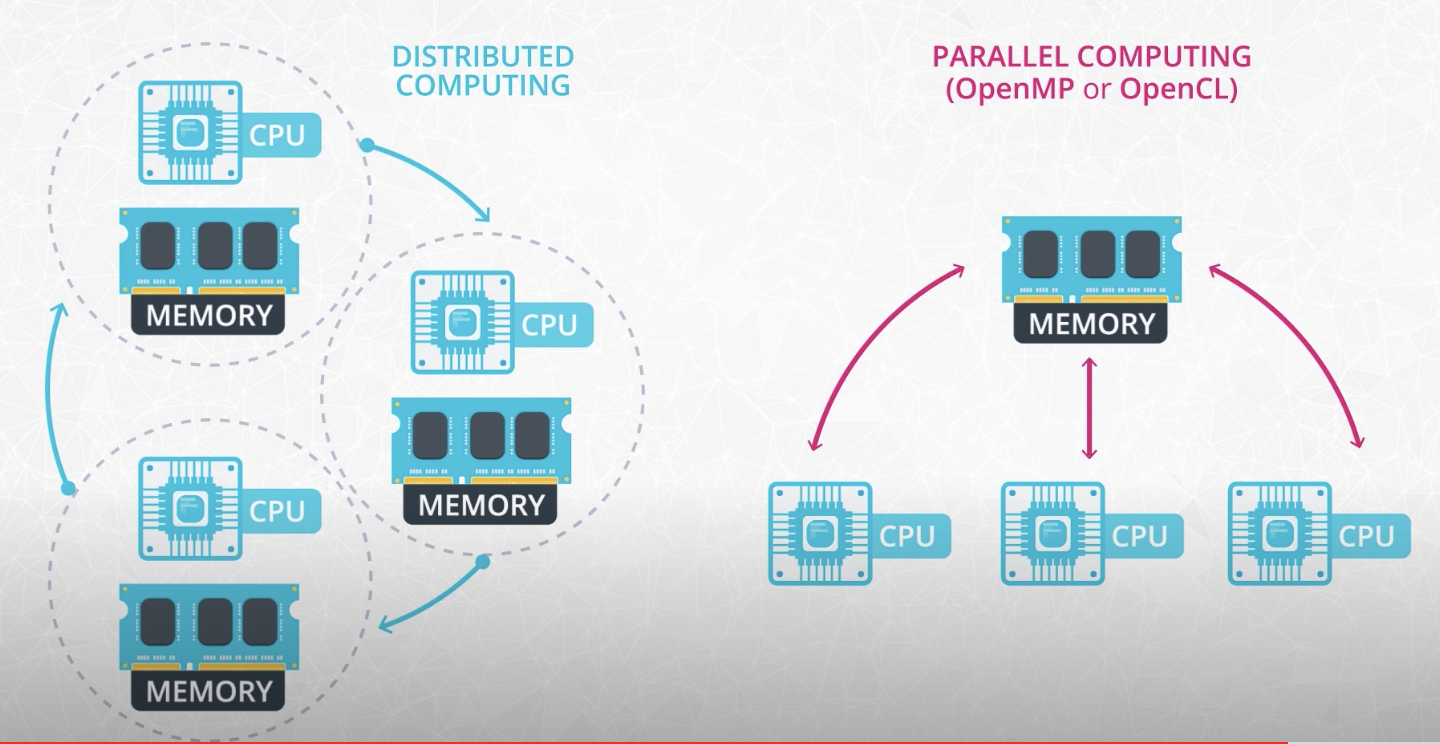 DISTRIBUTED
COMPUTING
CPU
MEMORY
CPU
MEMORY
CPU
MEMORY
PARALLEL COMPUTING
(OpenMP or OpenCL)
MEMORY
CPU
CPU
CPU